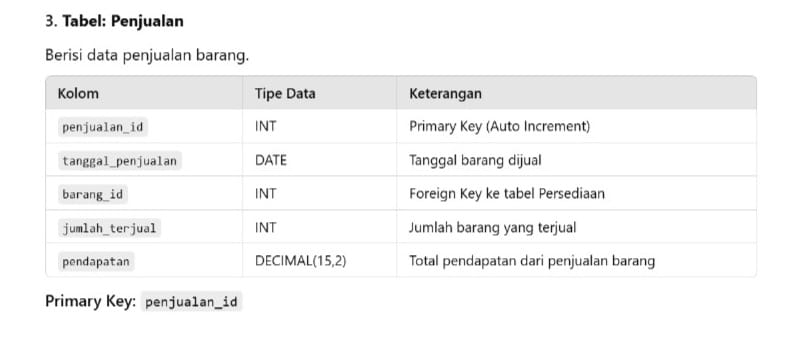 3. Tabel: Penjualan
Berisi data penjualan barang.
Kolom Tipe Data Keterangan
penjualan_id INT Primary Key (Auto Increment)
tanggal_penjualan DATE Tanggal barang dijual
barang_id INT Foreign Key ke tabel Persediaan
jumlah_terjual INT Jumlah barang yang terjual
pendapatan DECIMAL(15,2) Total pendapatan dari penjualan barang
Primary Key: penjualan_id